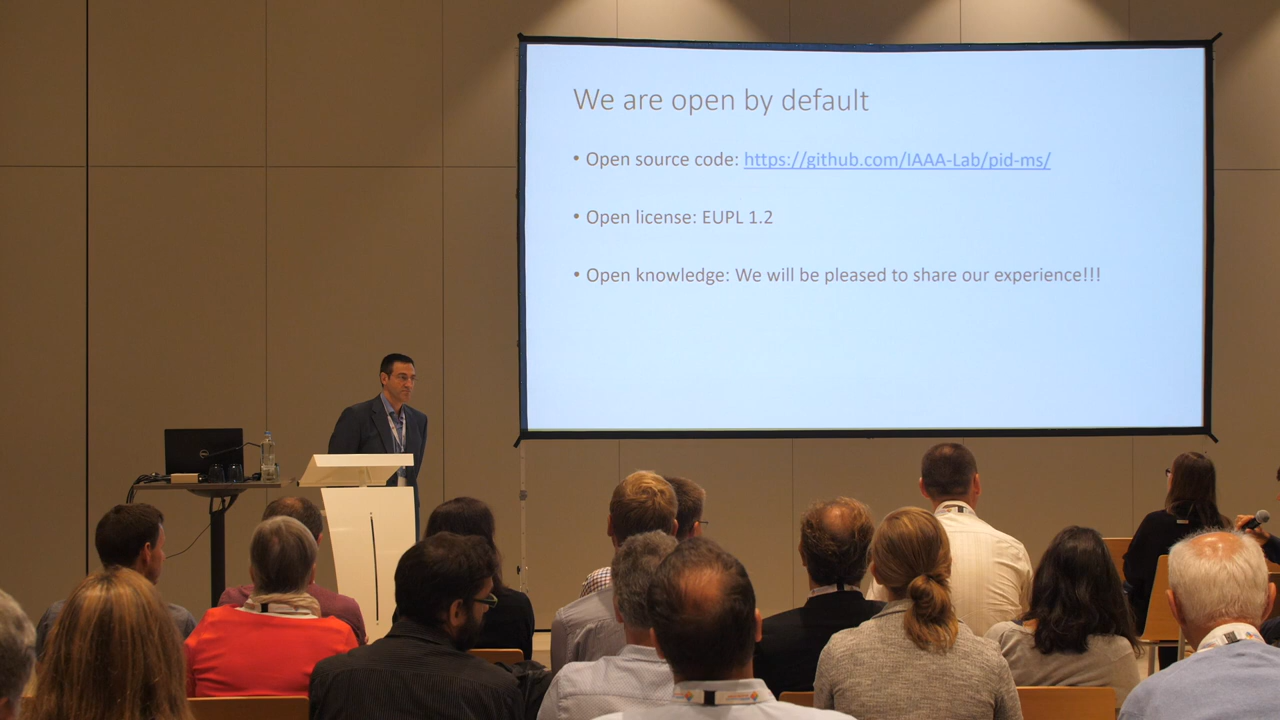 We are open by default
• Open source code: https://github.com/IAAA-Lab/pid-ms/
• Open license: EUPL 1.2
• Open knowledge: We will be pleased to share our experience!!!